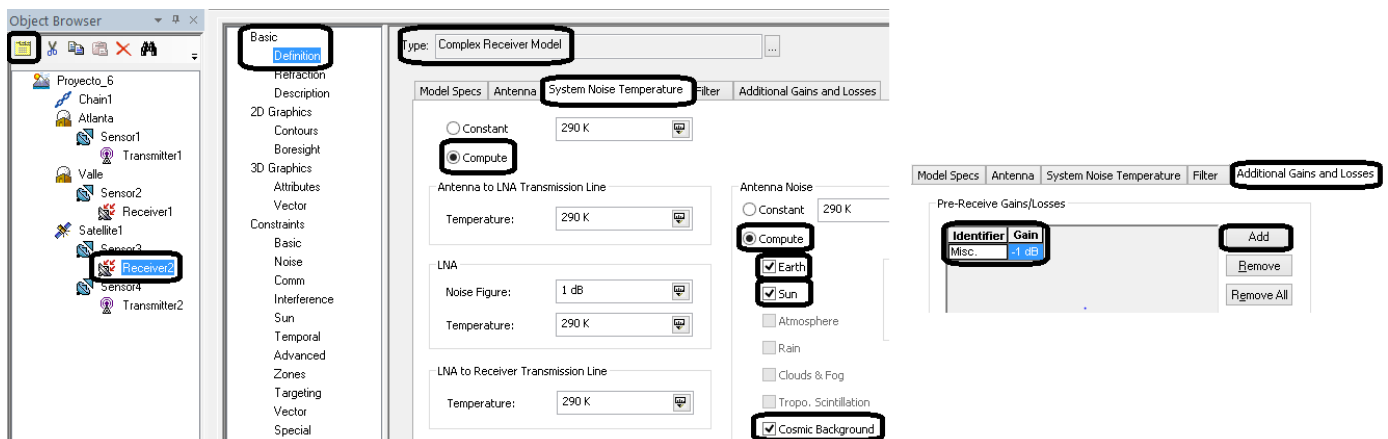 Object Browser
Proyecto_6
Chain1
Atlanta
Sensor1
Transmitter1
Valle
Sensor2
Receiver1
Satellite1
Sensor3
Receiver2
Sensor4
Transmitter2
Basic
Definition
Refraction
Description
2D Graphics
Contours
Boresight
3D Graphics
Attributes
Vector
Constraints
Basic
Noise
Comm
Interference
Sun
Temporal
Advanced
Zones
Targeting
Vector
Special
Type: Complex Receiver Model ...
Model Specs Antenna System Noise Temperature Filter Additional Gains and Losses
Constant 290 K
Compute
Antenna to LNA Transmission Line
Temperature: 290 K
LNA
Noise Figure: 1 dB
Temperature: 290 K
LNA to Receiver Transmission Line
Temperature: 290 K
Antenna Noise
Constant 290 K
Compute
Earth
Sun
Atmosphere
Rain
Clouds & Fog
Tropo. Scintillation
Cosmic Background
Model Specs Antenna System Noise Temperature Filter Additional Gains and Losses
Pre-Receive Gains/Losses
Identifier Gain
Misc. -1 dB
Add
Remove
Remove All